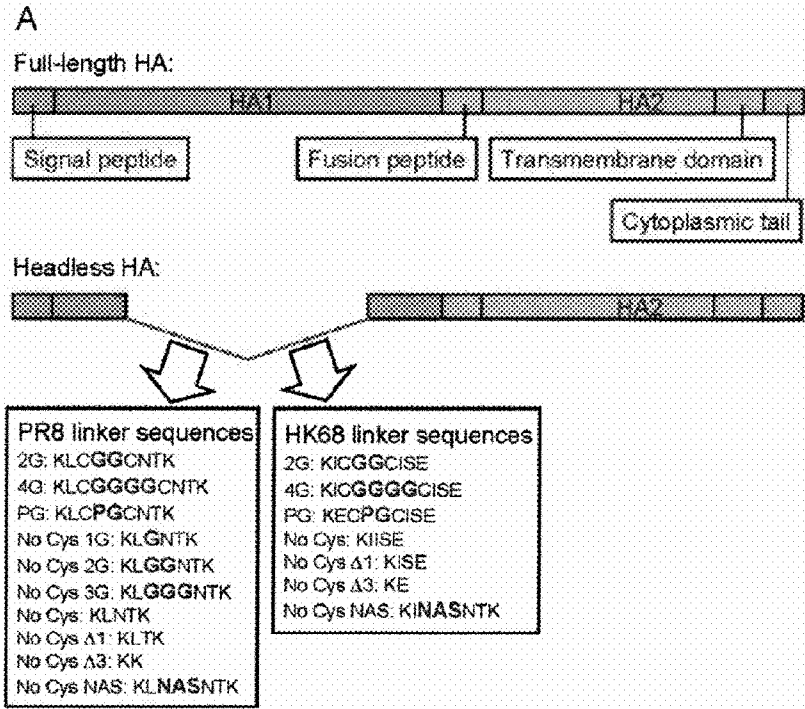 A
Full-length HA:
HA1
HA2
Signal peptide
Fusion peptide
Transmembrane domain
Cytoplasmic tail
Headless HA:
HA2
PR8 linker sequences
2G: KLCGGCNTK
4G: KLCGGGGCNTK
PG: KLCPGCNTK
No Cys 1G: KLGNTK
No Cys 2G: KLGGNTK
No Cys 3G: KLGGGNTK
No Cys: KLNTK
No Cys Δ1: KLTK
No Cys Δ3: KK
No Cys NAS: KLNASNTK
HK68 linker sequences
2G: KICGGCISE
4G: KICGGGGCISE
PG: KECPGCISE
No Cys: KIISE
No Cys Δ1: KISE
No Cys Δ3: KE
No Cys NAS: KINASNTK